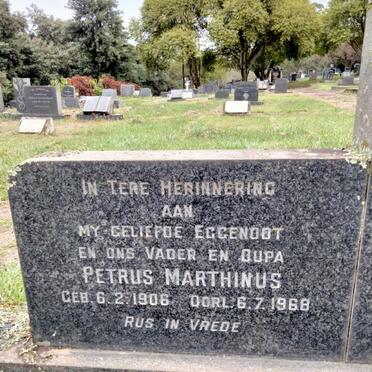 IN TERE HERINNERING
AAN
MY GELIEFDE EGGENOOT
EN ONS VADER EN OUPA
PETRUS MARTHINUS
GEB. 6.2.1906 OORL. 6.7.1968
RUS IN VREDE